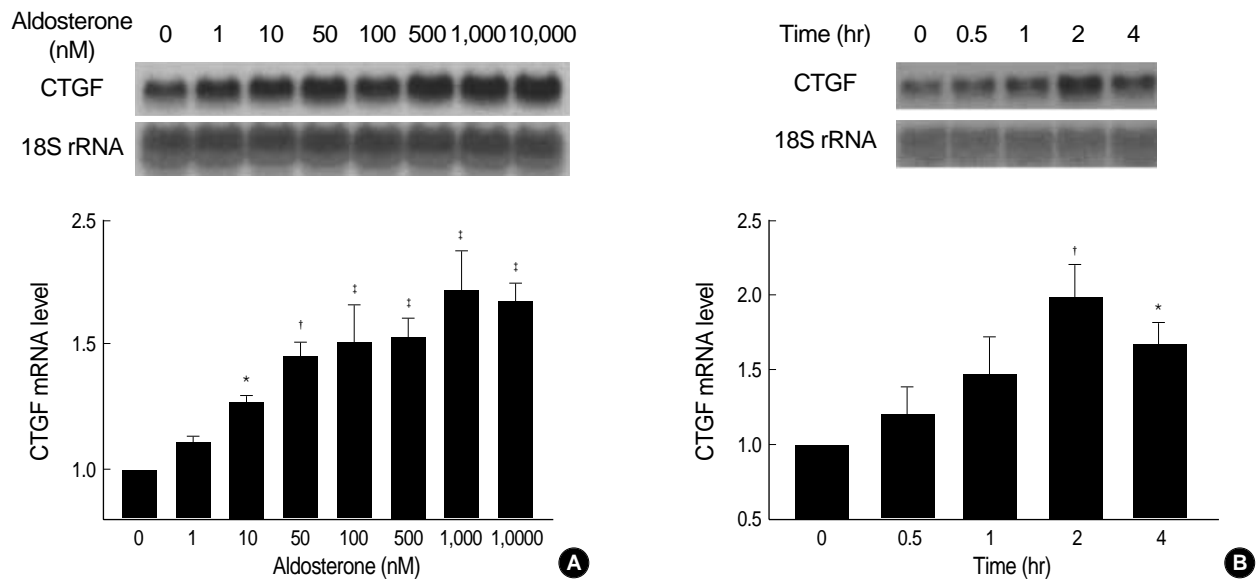 Aldosterone
(nM)
0 1 10 50 100 500 1,000 10,000
CTGF
18S rRNA
2.5
1.5
1.0
CTGF mRNA level
* † ‡ ‡ ‡ ‡
0 1 10 50 100 500 1,000 1,0000
Aldosterone (nM)
A
Time (hr) 0 0.5 1 2 4
CTGF
18S rRNA
2.5
2.0
1.5
1.0
0.5
CTGF mRNA level
† *
0 0.5 1 2 4
Time (hr)
B